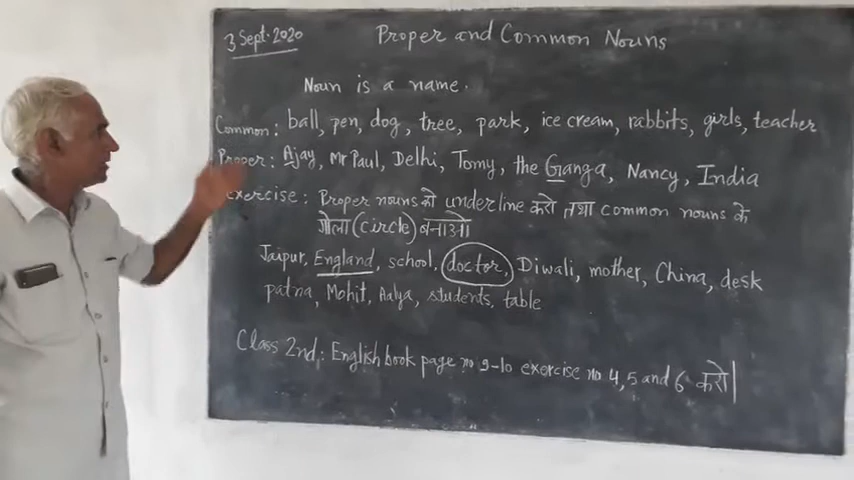 3 Sept. 2020
Proper and Common Nouns
Noun is a name.
Common: ball, pen, dog, tree, park, ice cream, rabbits, girls, teacher
Proper: Ajay, Mr Paul, Delhi, Tomy, the Ganga, Nancy, India
exercise: Proper nouns को underline करो तथा common nouns के
गोला (circle) बनाओ
Jaipur, England, school, doctor, Diwali, mother, China, desk
patna, Mohit, Aalya, students, table
Class 2nd: English book page no 9-10 exercise no 4, 5 and 6 करो|